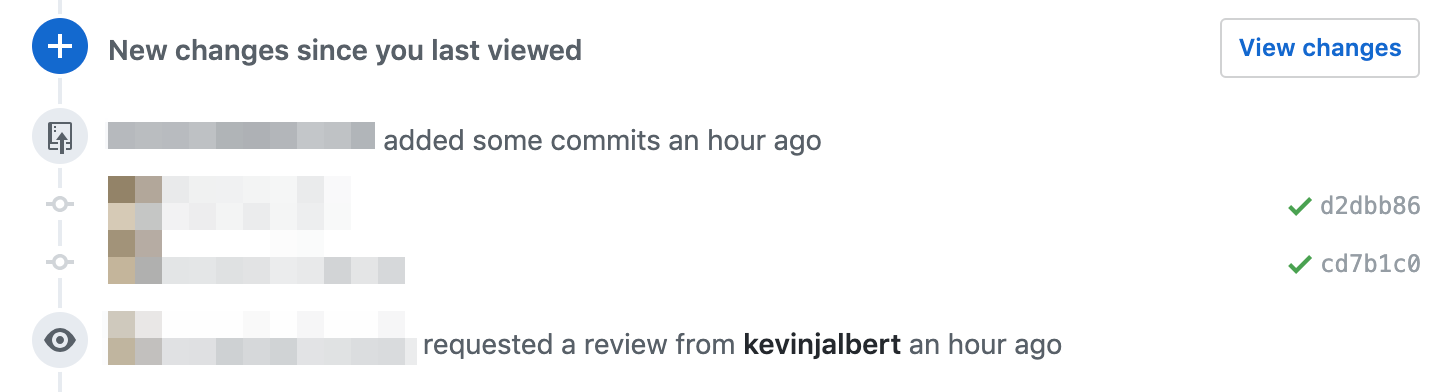 New changes since you last viewed View changes
added some commits an hour ago
d2dbb86
cd7b1c0
requested a review from kevinjalbert an hour ago